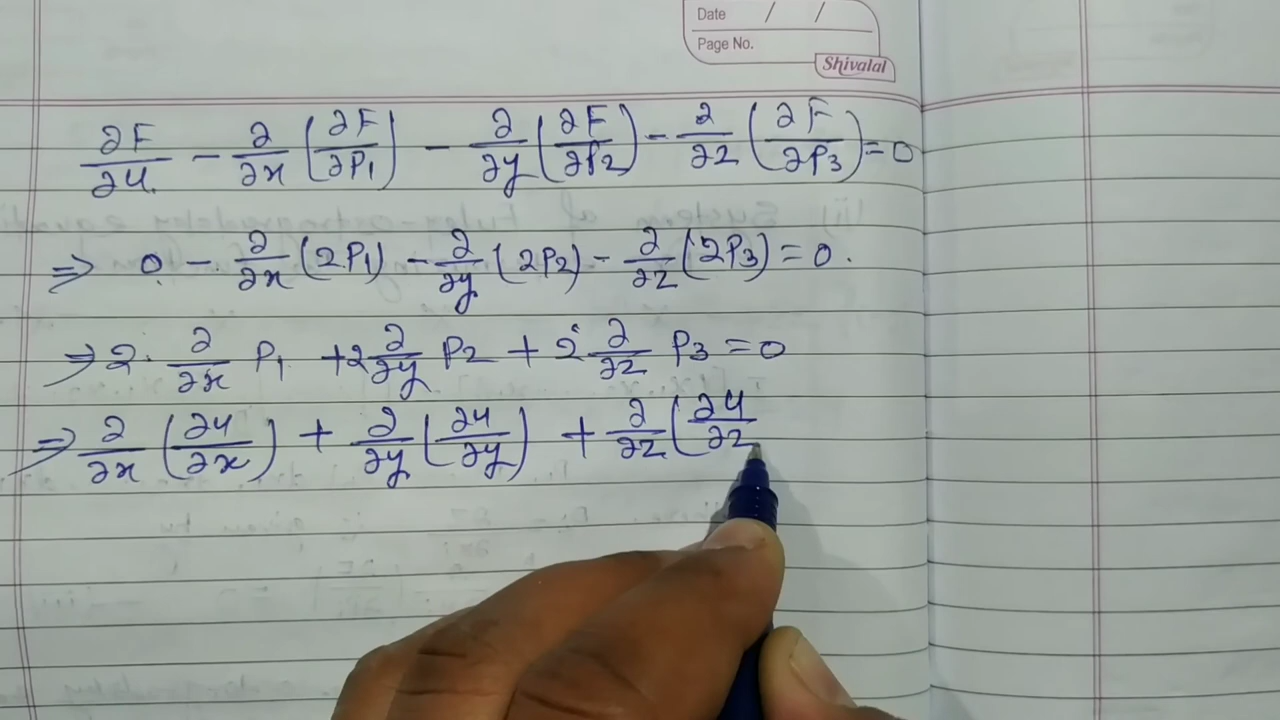 Date / /
Page No.
Shivalal
∂F/∂u - ∂/∂x (∂F/∂P₁) - ∂/∂y (∂F/∂P₂) - ∂/∂z (∂F/∂P₃) = 0
⇒ 0 - ∂/∂x (2P₁) - ∂/∂y (2P₂) - ∂/∂z (2P₃) = 0.
⇒ 2. ∂/∂x P₁ + 2 ∂/∂y P₂ + 2 ∂/∂z P₃ = 0
⇒ ∂/∂x (∂u/∂x) + ∂/∂y (∂u/∂y) + ∂/∂z (∂u/∂z